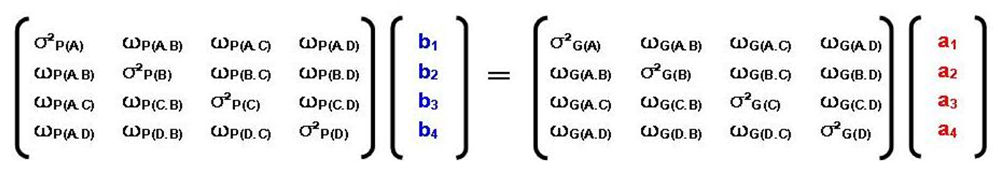 σ²P(A) ωP(A.B) ωP(A.C) ωP(A.D) b1 σ²G(A) ωG(A.B) ωG(A.C) ωG(A.D) a1
ωP(A.B) σ²P(B) ωP(B.C) ωP(B.D) b2 = ωG(A.B) σ²G(B) ωG(B.C) ωG(B.D) a2
ωP(A.C) ωP(C.B) σ²P(C) ωP(C.D) b3 ωG(A.C) ωG(C.B) σ²G(C) ωG(C.D) a3
ωP(A.D) ωP(D.B) ωP(D.C) σ²P(D) b4 ωG(A.D) ωG(D.B) ωG(D.C) σ²G(D) a4